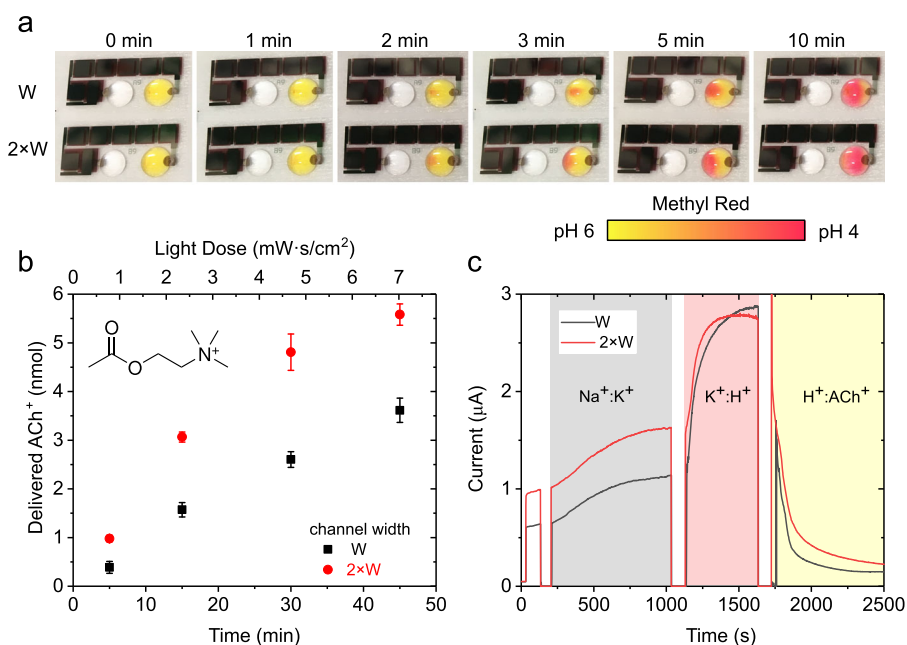 a
0 min 1 min 2 min 3 min 5 min 10 min
W
2×W
Methyl Red
pH 6 pH 4
b
Light Dose (mW·s/cm²)
0 1 2 3 4 5 6 7 8
6
5
4
3
2
1
0
Delivered ACh⁺ (nmol)
O
O
N⁺
channel width
W
2×W
0 10 20 30 40 50
Time (min)
c
3
2
1
0
Current (μA)
W
2×W
Na⁺:K⁺
K⁺:H⁺
H⁺:ACh⁺
0 500 1000 1500 2000 2500
Time (s)